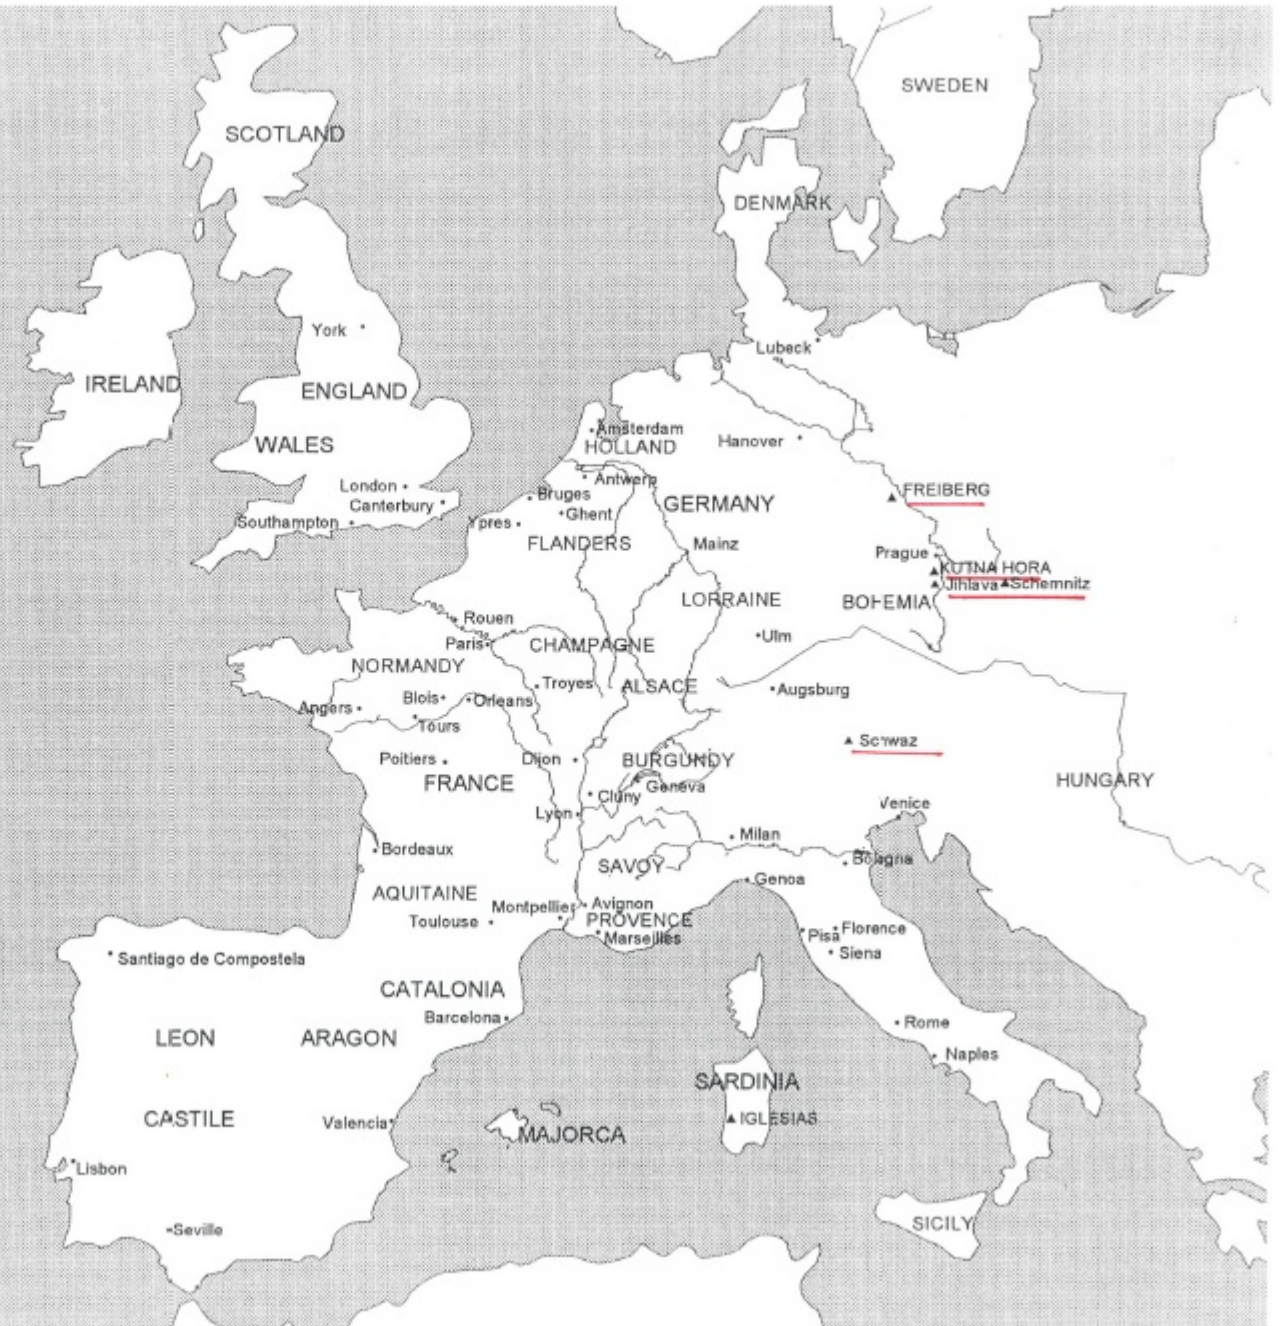 SWEDEN
SCOTLAND
DENMARK
York
Lubeck
IRELAND
ENGLAND
Amsterdam
HOLLAND
Hanover
WALES
London
Antwerp
FREIBERG
Canterbury
Bruges
GERMANY
Southampton
Ypres
Ghent
FLANDERS
Mainz
Prague
KUTNA HORA
Jihlava
Schemnitz
LORRAINE
BOHEMIA
Rouen
Paris
CHAMPAGNE
Ulm
NORMANDY
Troyes
ALSACE
Augsburg
Blois
Orleans
Angers
Tours
Schwaz
Poitiers
Dijon
BURGUNDY
FRANCE
HUNGARY
Geneva
Cluny
Venice
Lyon
Milan
Bordeaux
SAVOY
Bologna
AQUITAINE
Genoa
Montpellier
Avignon
Toulouse
PROVENCE
Marseilles
Pisa
Florence
Siena
Santiago de Compostela
CATALONIA
Barcelona
Rome
LEON
ARAGON
Naples
SARDINIA
CASTILE
Valencia
IGLESIAS
MAJORCA
Lisbon
Seville
SICILY